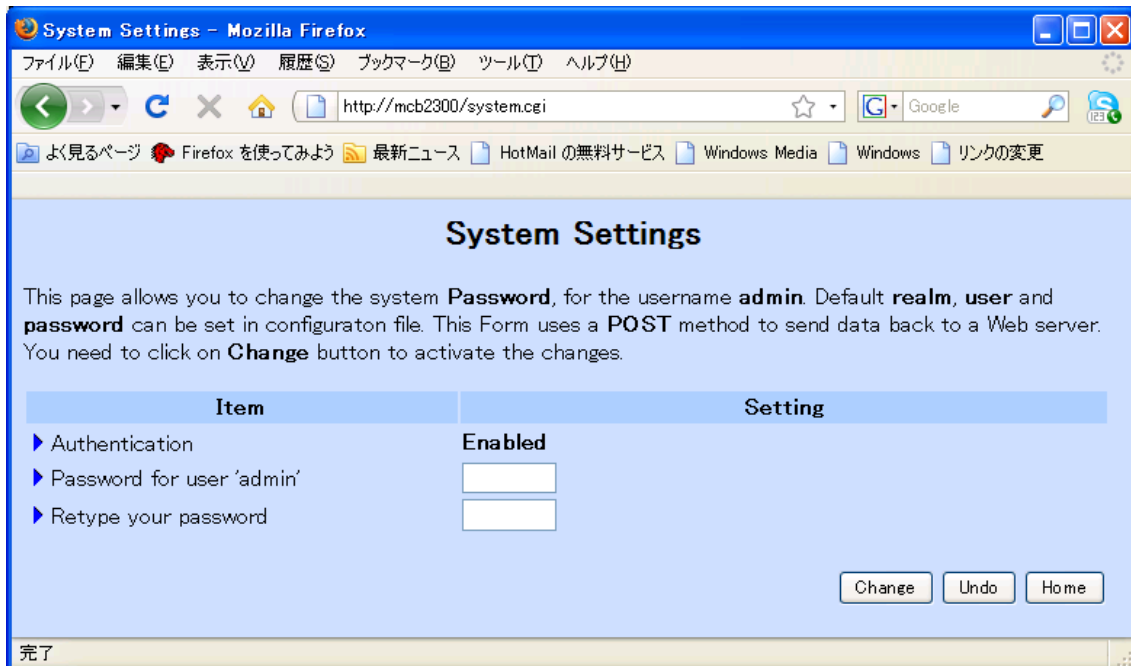 System Settings - Mozilla Firefox
ファイル(F) 編集(E) 表示(V) 履歴(S) ブックマーク(B) ツール(T) ヘルプ(H)
http://mcb2300/system.cgi G Google 123
よく見るページ Firefox を使ってみよう 最新ニュース HotMail の無料サービス Windows Media Windows リンクの変更
System Settings
This page allows you to change the system Password, for the username admin. Default realm, user and
password can be set in configuraton file. This Form uses a POST method to send data back to a Web server.
You need to click on Change button to activate the changes.
Item Setting
Authentication Enabled
Password for user 'admin'
Retype your password
Change Undo Home
完了